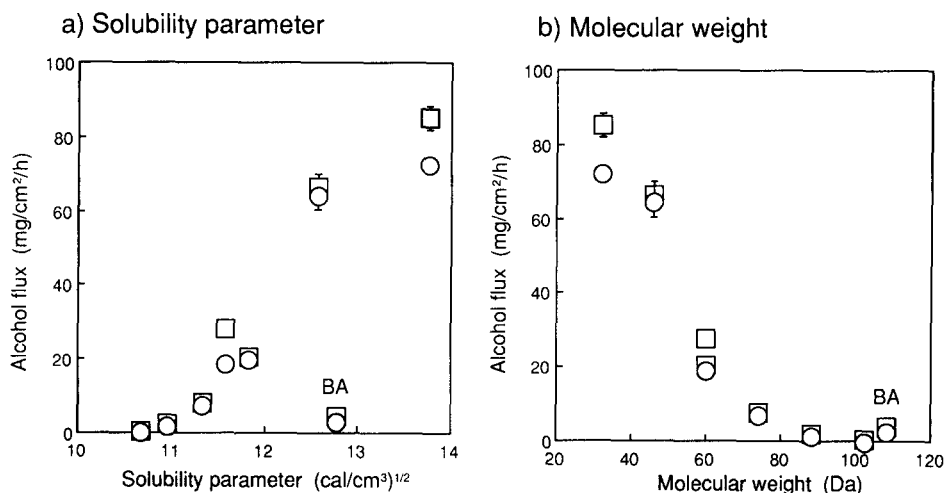 a) Solubility parameter
100
80
60
40
20
0
Alcohol flux (mg/cm²/h)
BA
10 11 12 13 14
Solubility parameter (cal/cm³)¹/²
b) Molecular weight
100
80
60
40
20
0
Alcohol flux (mg/cm²/h)
BA
20 40 60 80 100 120
Molecular weight (Da)